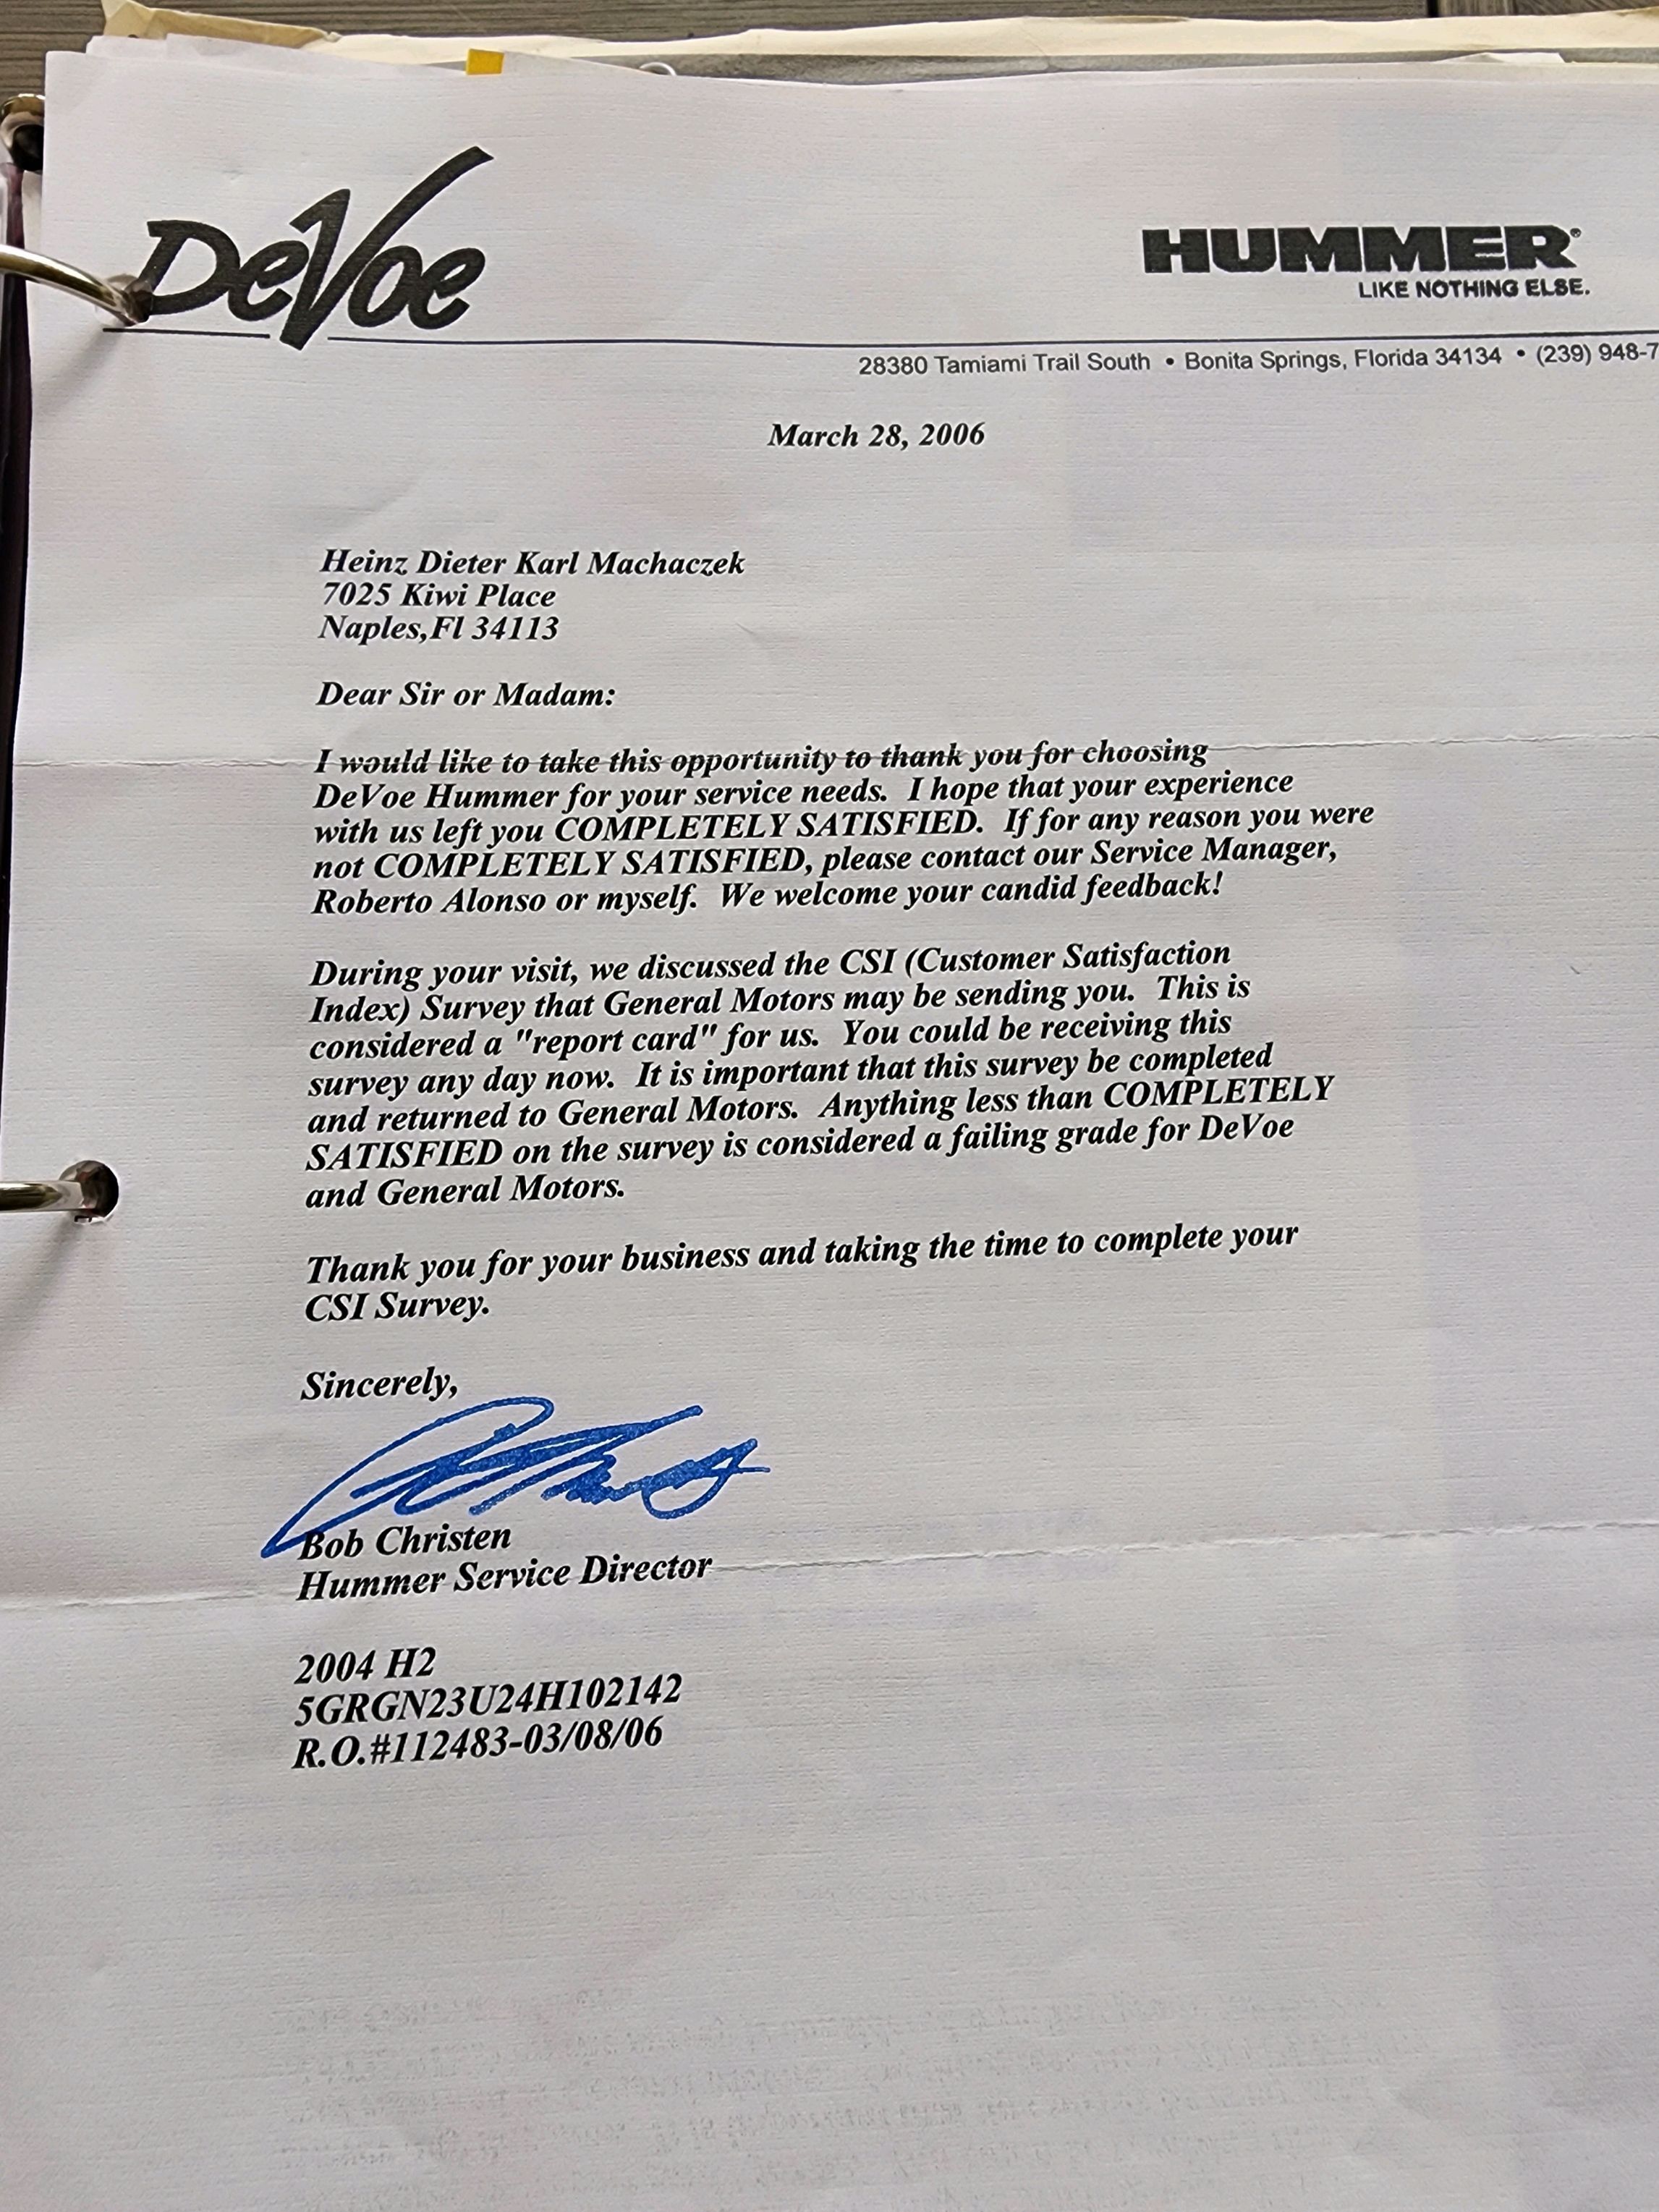 DeVoe
HUMMER®
LIKE NOTHING ELSE.
28380 Tamiami Trail South • Bonita Springs, Florida 34134 • (239) 948-7
March 28, 2006
Heinz Dieter Karl Machaczek
7025 Kiwi Place
Naples,Fl 34113
Dear Sir or Madam:
I would like to take this opportunity to thank you for choosing
DeVoe Hummer for your service needs.  I hope that your experience
with us left you COMPLETELY SATISFIED.  If for any reason you were
not COMPLETELY SATISFIED, please contact our Service Manager,
Roberto Alonso or myself.  We welcome your candid feedback!
During your visit, we discussed the CSI (Customer Satisfaction
Index) Survey that General Motors may be sending you.  This is
considered a "report card" for us.  You could be receiving this
survey any day now.  It is important that this survey be completed
and returned to General Motors.  Anything less than COMPLETELY
SATISFIED on the survey is considered a failing grade for DeVoe
and General Motors.
Thank you for your business and taking the time to complete your
CSI Survey.
Sincerely,
Bob Christen
Hummer Service Director
2004 H2
5GRGN23U24H102142
R.O.#112483-03/08/06